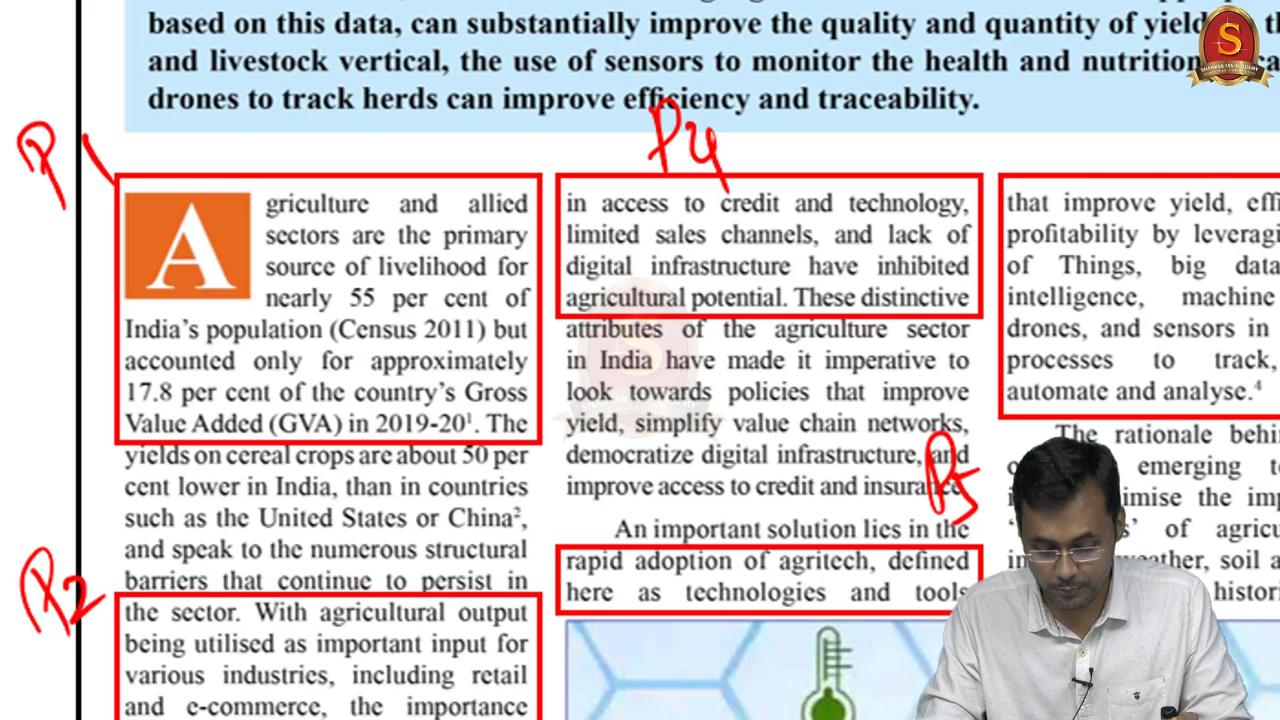 based on this data, can substantially improve the quality and quantity of yield
and livestock vertical, the use of sensors to monitor the health and nutrition
drones to track herds can improve efficiency and traceability.
S
SHANKAR IAS ACADEMY
P1
Agriculture and allied
sectors are the primary
source of livelihood for
nearly 55 per cent of
India's population (Census 2011) but
accounted only for approximately
17.8 per cent of the country's Gross
Value Added (GVA) in 2019-20¹. The
yields on cereal crops are about 50 per
cent lower in India, than in countries
such as the United States or China²,
and speak to the numerous structural
barriers that continue to persist in
P2
the sector. With agricultural output
being utilised as important input for
various industries, including retail
and e-commerce, the importance
P4
in access to credit and technology,
limited sales channels, and lack of
digital infrastructure have inhibited
agricultural potential. These distinctive
attributes of the agriculture sector
in India have made it imperative to
look towards policies that improve
yield, simplify value chain networks,
democratize digital infrastructure, and
improve access to credit and insurance.
P5
An important solution lies in the
rapid adoption of agritech, defined
here as technologies and tools
that improve yield, effi
profitability by leveragi
of Things, big data
intelligence, machine
drones, and sensors in
processes to track,
automate and analyse.⁴
The rationale behi
emerging te
imise the imp
of agricu
weather, soil a
histori